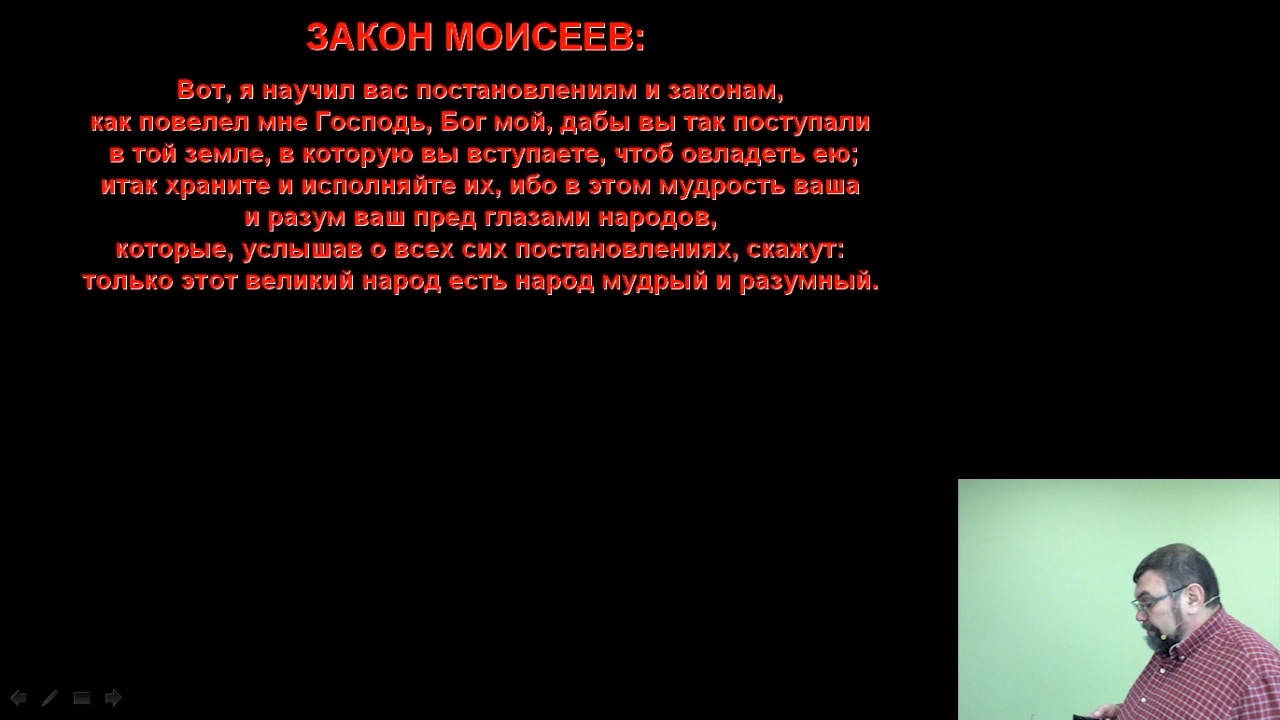 ЗАКОН МОИСЕЕВ:
Вот, я научил вас постановлениям и законам,
как повелел мне Господь, Бог мой, дабы вы так поступали
в той земле, в которую вы вступаете, чтоб овладеть ею;
итак храните и исполняйте их, ибо в этом мудрость ваша
и разум ваш пред глазами народов,
которые, услышав о всех сих постановлениях, скажут:
только этот великий народ есть народ мудрый и разумный.